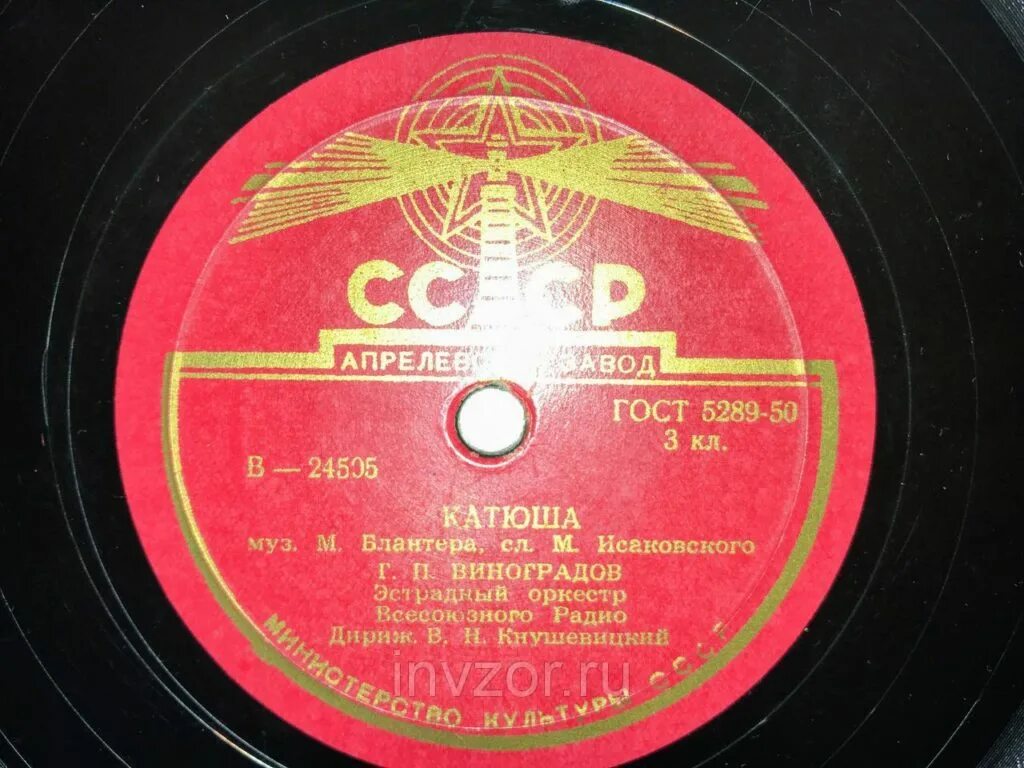 СССР
АПРЕЛЕВ ЗАВОД
ГОСТ 5289-50
3 кл.
В — 24505
КАТЮША
муз. М. Блантера, сл. М. Исаковского
Г. П. ВИНОГРАДОВ
Эстрадный оркестр
Всесоюзного Радио
Дириж. В. Н. Кнушевицкий
МИНИСТЕРСТВО КУЛЬТУРЫ СССР
invzor.ru